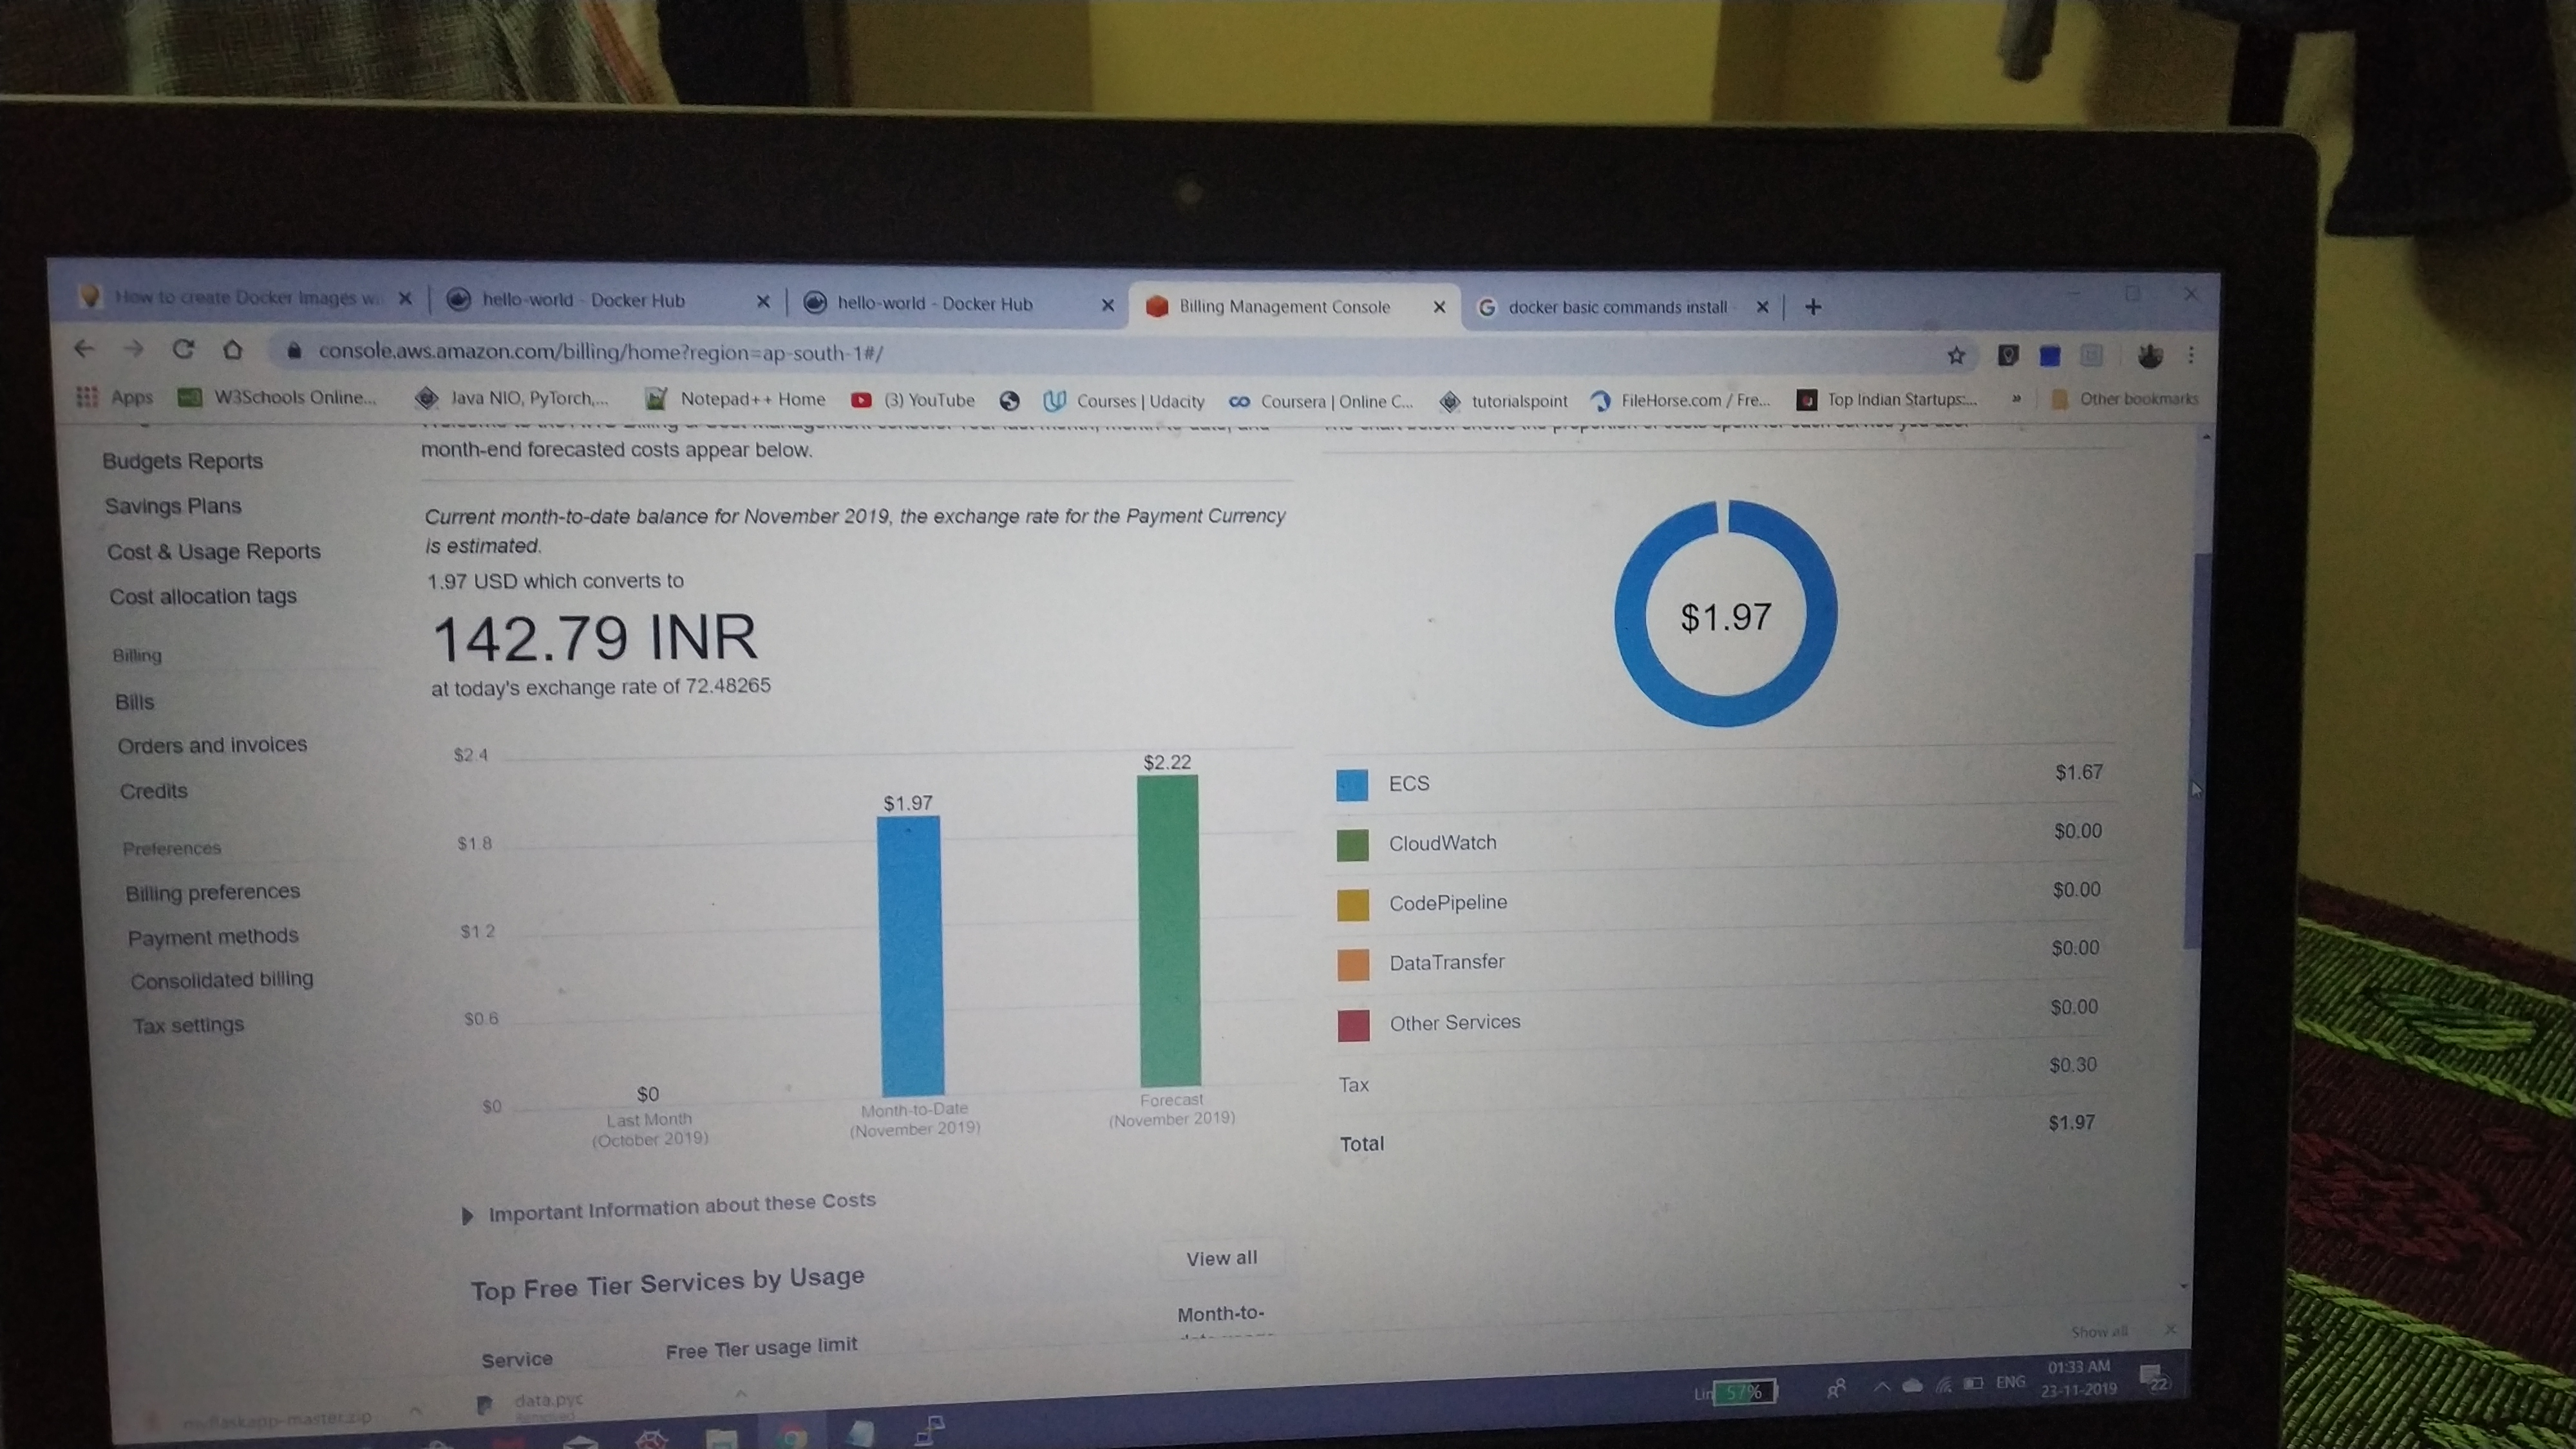 How to create Docker Images wi
hello-world - Docker Hub
hello-world - Docker Hub
Billing Management Console
docker basic commands install
console.aws.amazon.com/billing/home?region=ap-south-1#/
Apps
W3Schools Online...
Java NIO, PyTorch,...
Notepad++ Home
(3) YouTube
Courses | Udacity
Coursera | Online C...
tutorialspoint
FileHorse.com / Fre...
Top Indian Startups:...
»
Other bookmarks
Budgets Reports
Savings Plans
Cost & Usage Reports
Cost allocation tags
Billing
Bills
Orders and invoices
Credits
Preferences
Billing preferences
Payment methods
Consolidated billing
Tax settings
month-end forecasted costs appear below.
Current month-to-date balance for November 2019, the exchange rate for the Payment Currency
is estimated.
1.97 USD which converts to
142.79 INR
at today's exchange rate of 72.48265
$2.4
$1.8
$1.2
$0.6
$0
$0
$1.97
$2.22
Last Month
(October 2019)
Month-to-Date
(November 2019)
Forecast
(November 2019)
Important Information about these Costs
Top Free Tier Services by Usage
View all
Service
Free Tier usage limit
Month-to-
$1.97
ECS $1.67
CloudWatch $0.00
CodePipeline $0.00
DataTransfer $0.00
Other Services $0.00
Tax $0.30
Total $1.97
myflaskapp-master.zip
data.pyc
Removed
Show all
57%
ENG
01:33 AM
23-11-2019
22